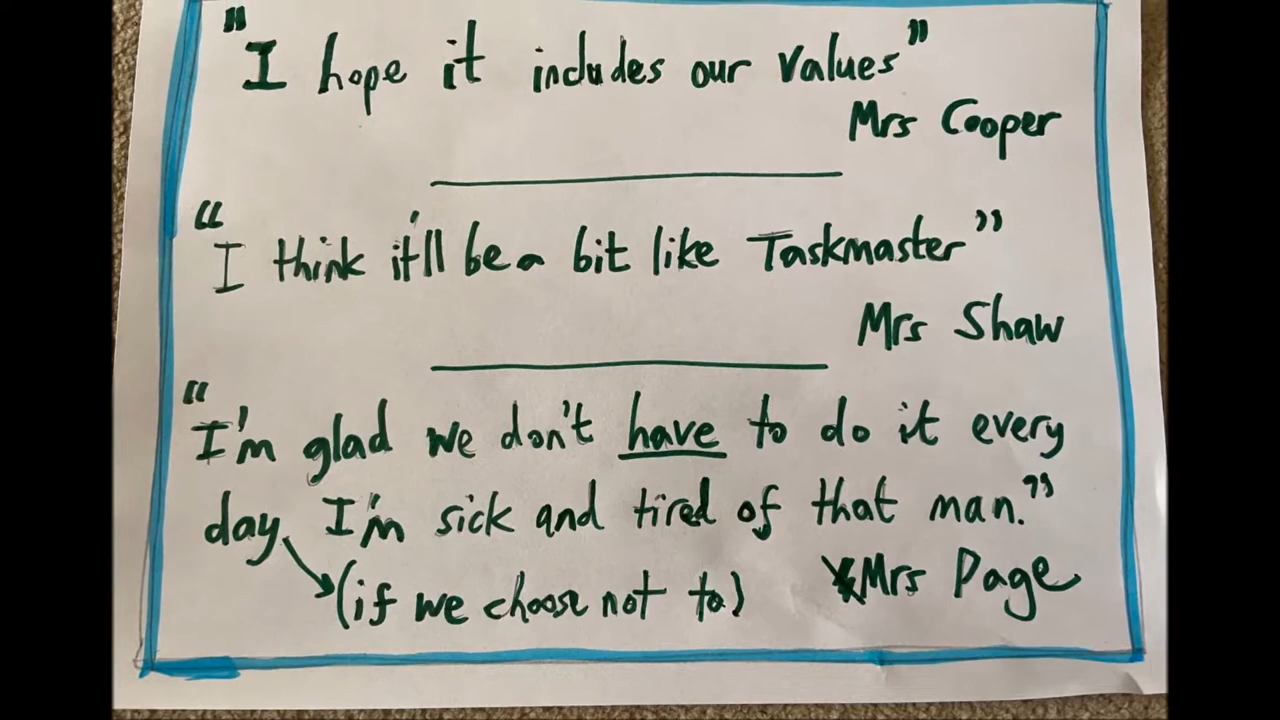 "I hope it includes our values"
Mrs Cooper
"I think it'll be a bit like Taskmaster"
Mrs Shaw
"I'm glad we don't have to do it every
day. I'm sick and tired of that man."
(if we choose not to) Mrs Page